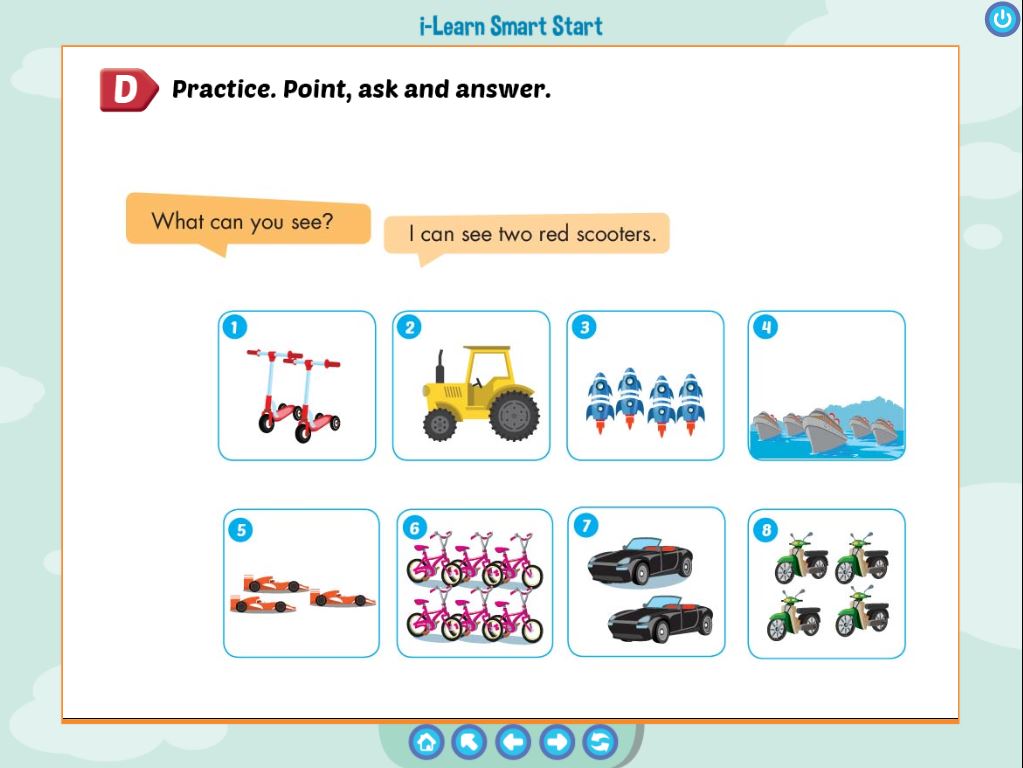 i-Learn Smart Start
D Practice. Point, ask and answer.
What can you see?
I can see two red scooters.
1
2
3
4
5
6
7
8